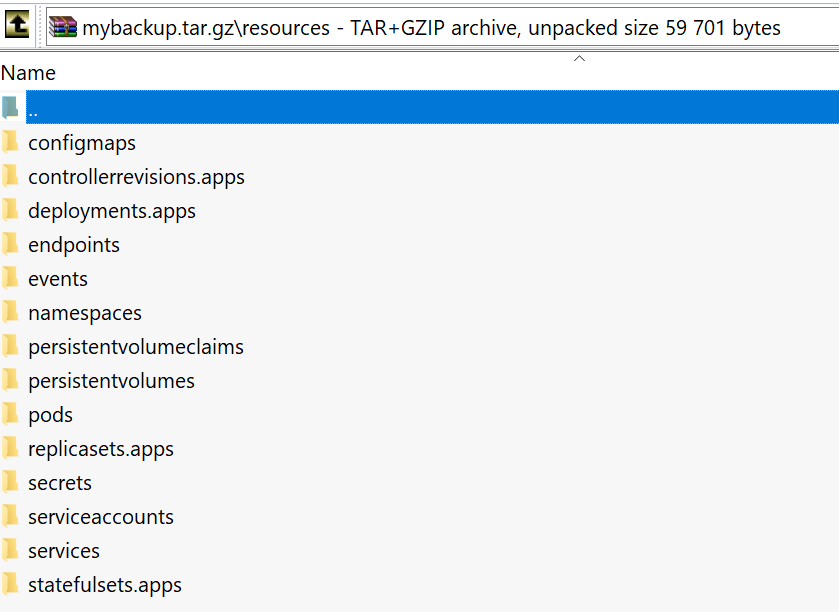 mybackup.tar.gz\resources - TAR+GZIP archive, unpacked size 59 701 bytes
Name
..
configmaps
controllerrevisions.apps
deployments.apps
endpoints
events
namespaces
persistentvolumeclaims
persistentvolumes
pods
replicasets.apps
secrets
serviceaccounts
services
statefulsets.apps